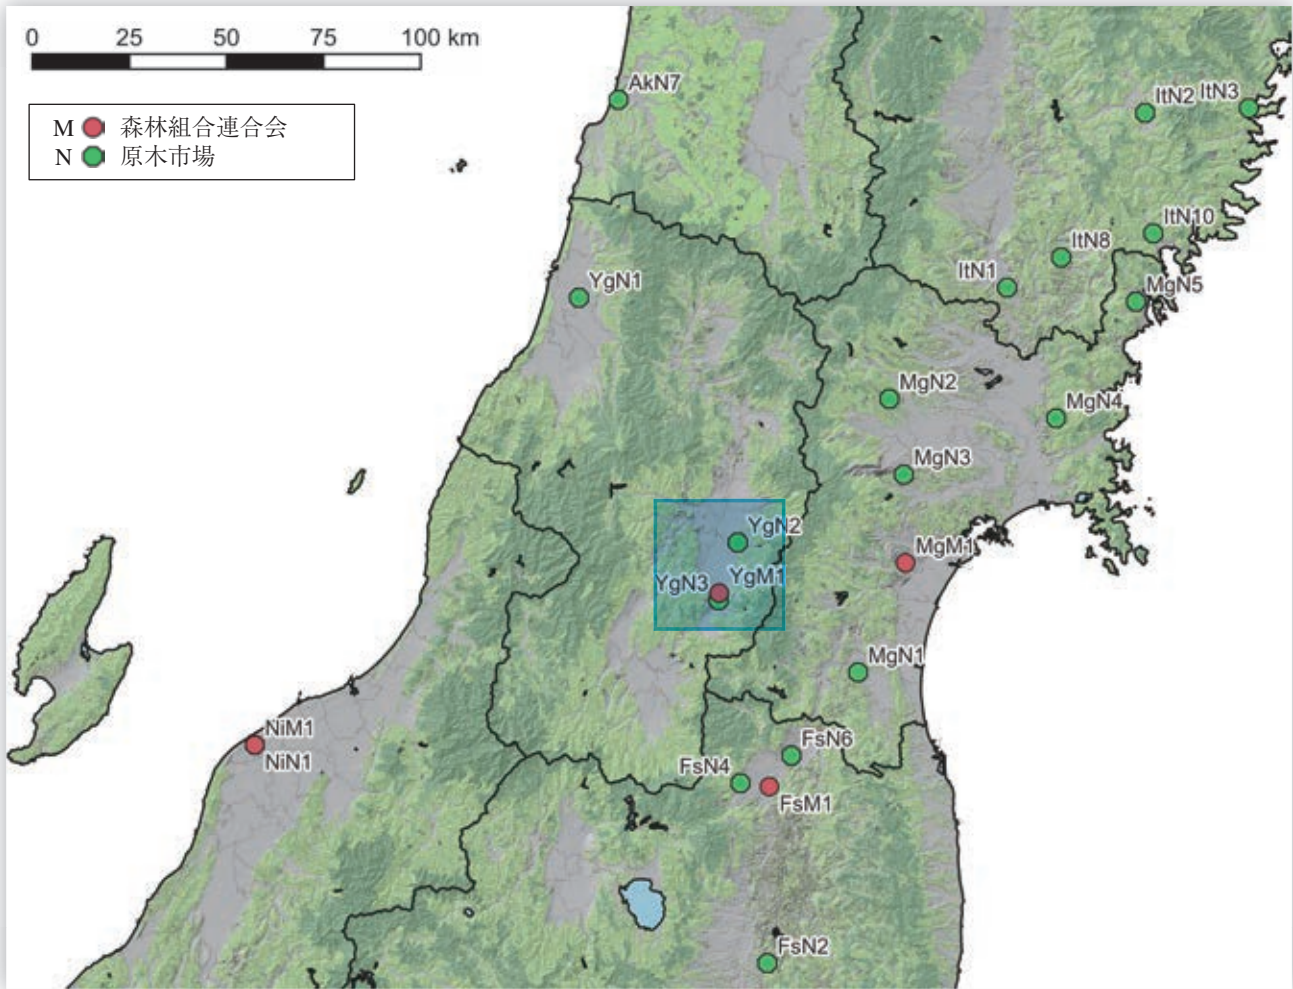 0 25 50 75 100 km
M 森林組合連合会
N 原木市場
AkN7
ItN2 ItN3
ItN10
ItN8
ItN1
MgN5
YgN1
MgN2
MgN4
MgN3
YgN2
MgM1
YgN3 YgM1
MgN1
NiM1
NiN1
FsN6
FsN4
FsM1
FsN2